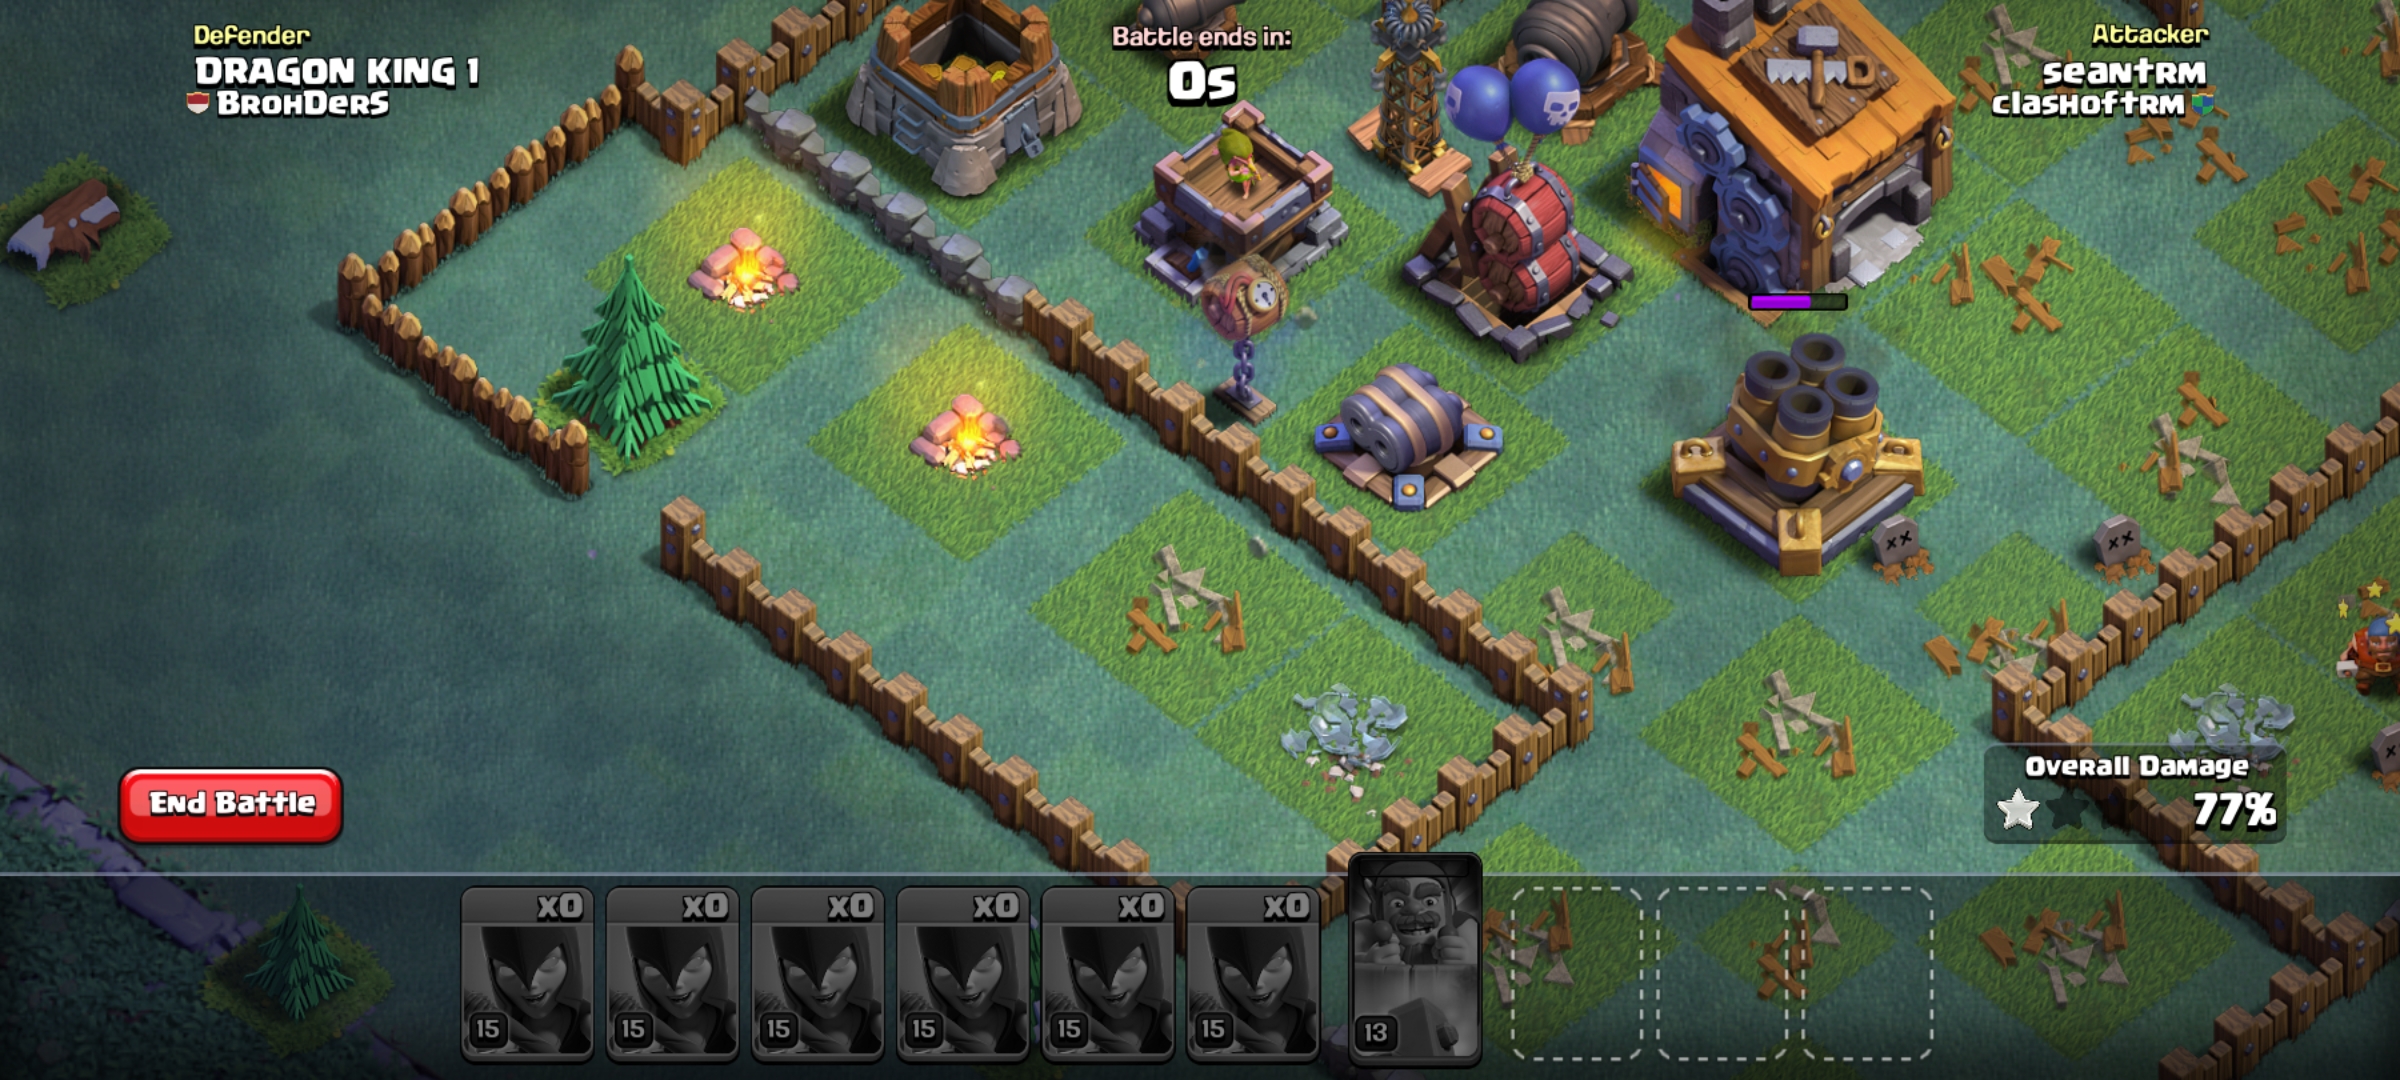 Defender
DRAGON KING 1
BrohDerS
Battle ends in:
0s
Attacker
seantRM
clashoftRM
End Battle
Overall Damage
77%
x0
x0
x0
x0
x0
x0
15
15
15
15
15
15
13